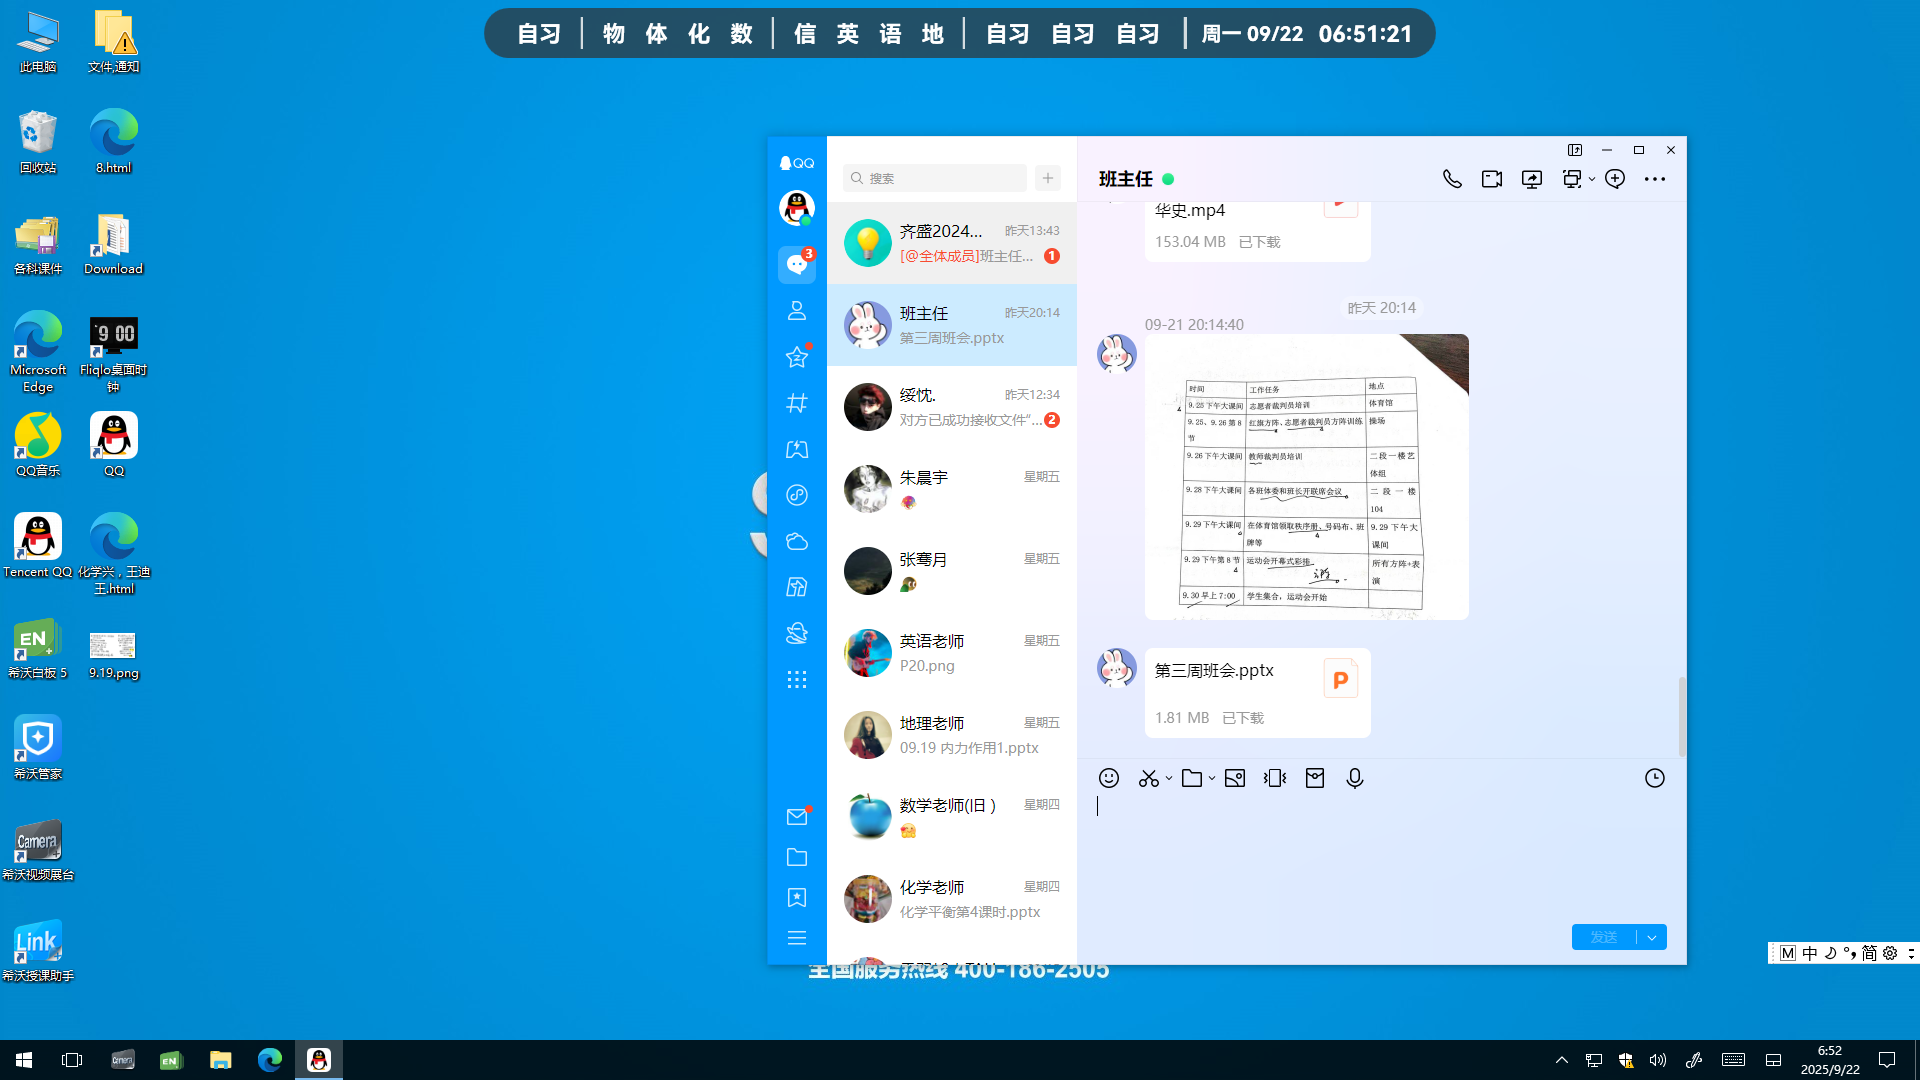 自习 物 体 化 数 信 英 语 地 自习 自习 自习 周一 09/22 06:51:21
此电脑
文件,通知
回收站
8.html
各科课件
Download
Microsoft Edge
9 00
Fliqlo桌面时钟
QQ音乐
QQ
Tencent QQ
化学兴，王迪王.html
EN
希沃白板 5
9.19.png
希沃管家
Camera
希沃视频展台
Link
希沃授课助手
QQ
3
搜索
齐盛2024... 昨天13:43
[@全体成员]班主任... 1
班主任 昨天20:14
第三周班会.pptx
绥忱. 昨天12:34
对方已成功接收文件“... 2
朱晨宇 星期五
张骞月 星期五
英语老师 星期五
P20.png
地理老师 星期五
09.19 内力作用1.pptx
数学老师(旧 ) 星期四
化学老师 星期四
化学平衡第4课时.pptx
班主任
华史.mp4
153.04 MB 已下载
昨天 20:14
09-21 20:14:40
时间 工作任务 地点
9.25 下午大课间 志愿者裁判员培训 体育馆
9.25、9.26 第 8 节 红旗方阵、志愿者裁判员方阵训练 操场
9.26 下午大课间 教师裁判员培训 二段一楼艺体组
9.28 下午大课间 各班体委和班长开联席会议 二段一楼104
9.29 下午大课间 在体育馆领取秩序册、号码布、班牌等 9.29 下午大课间
9.29 下午第 8 节 运动会开幕式彩排 所有方阵+表演
9.30 早上 7:00 学生集合，运动会开始
第三周班会.pptx
P
1.81 MB 已下载
发送
全国服务热线 400-186-2505
M 中 简
Camera
EN
6:52
2025/9/22